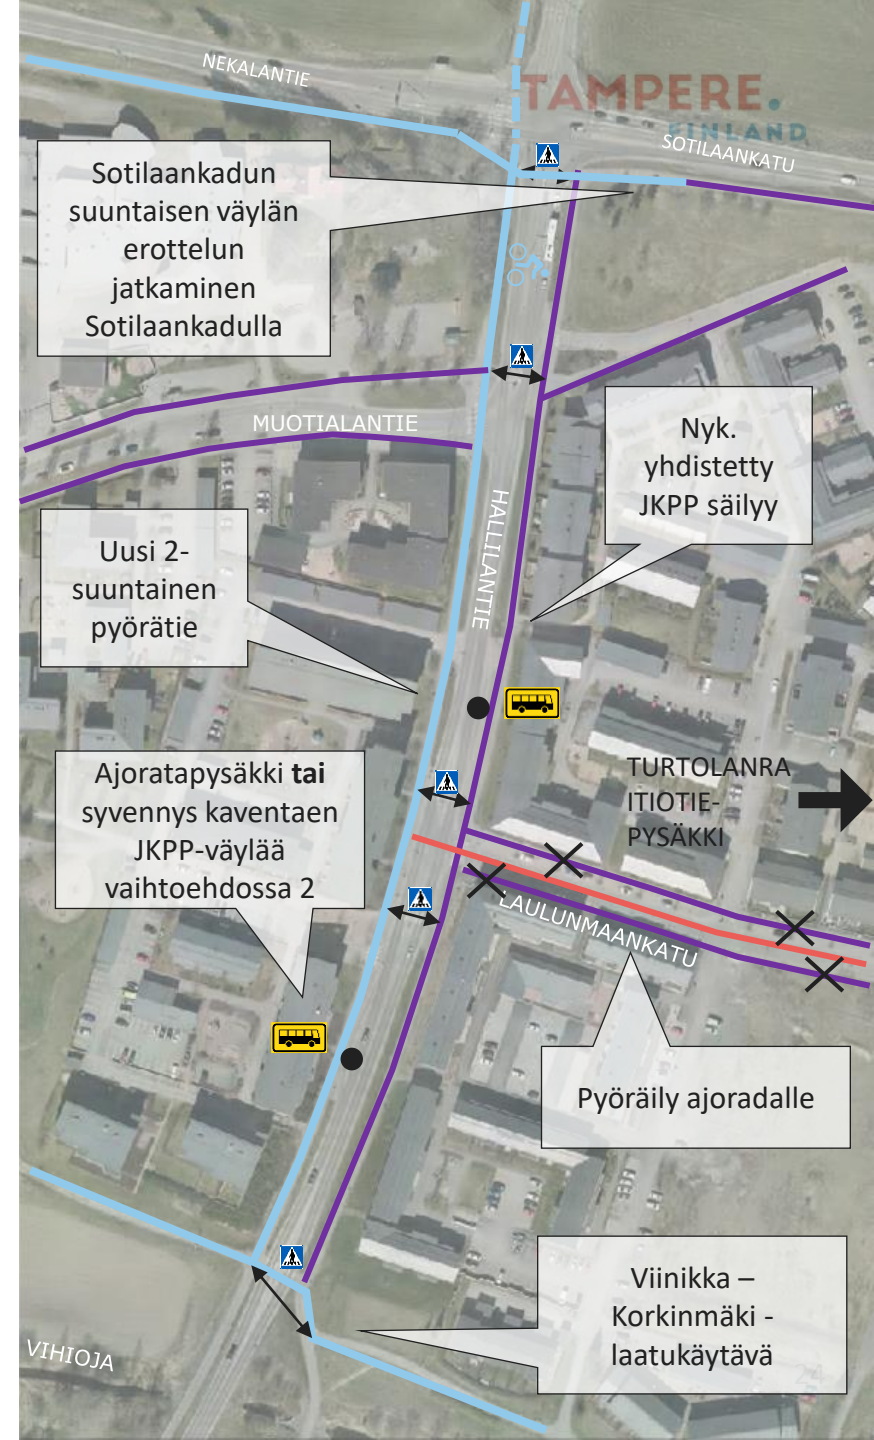 NEKALANTIE
TAMPERE.
FINLAND
SOTILAANKATU
Sotilaankadun
suuntaisen väylän
erottelun
jatkaminen
Sotilaankadulla
MUOTIALANTIE
Nyk.
yhdistetty
JKPP säilyy
HALLILANTIE
Uusi 2-
suuntainen
pyörätie
Ajoratapysäkki tai
syvennys kaventaen
JKPP-väylää
vaihtoehdossa 2
TURTOLANRA
ITIOTIE-
PYSÄKKI
LAULUNMAANKATU
Pyöräily ajoradalle
Viinikka –
Korkinmäki -
laatukäytävä
VIHIOJA